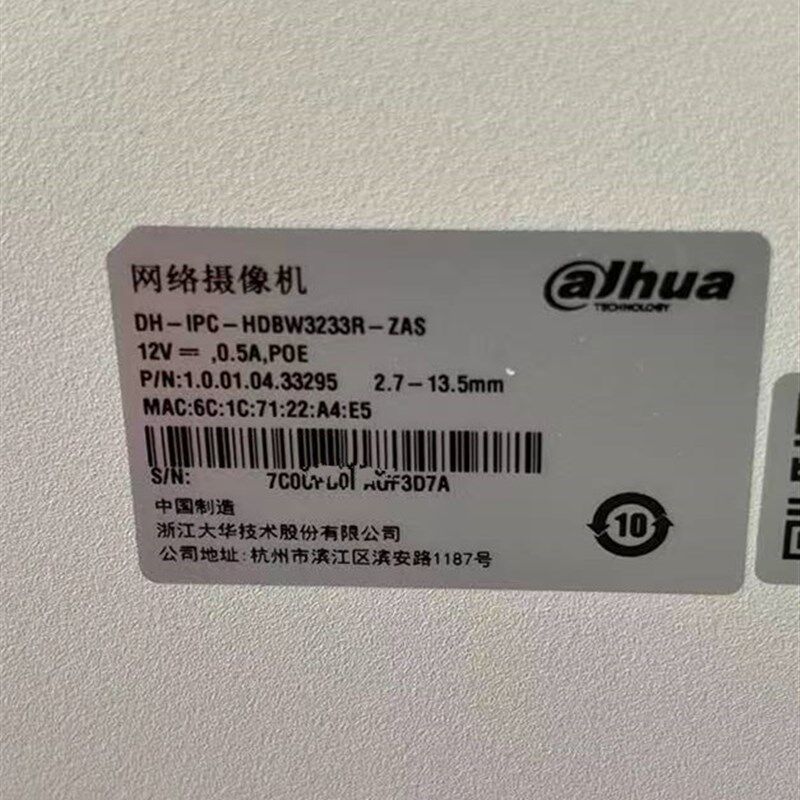 网络摄像机
alhua
TECHNOLOGY
DH-IPC-HDBW3233R-ZAS
12V⎓,0.5A,POE
P/N:1.0.01.04.33295 2.7-13.5mm
MAC:6C:1C:71:22:A4:E5
S/N:
中国制造
浙江大华技术股份有限公司
公司地址:杭州市滨江区滨安路1187号
10